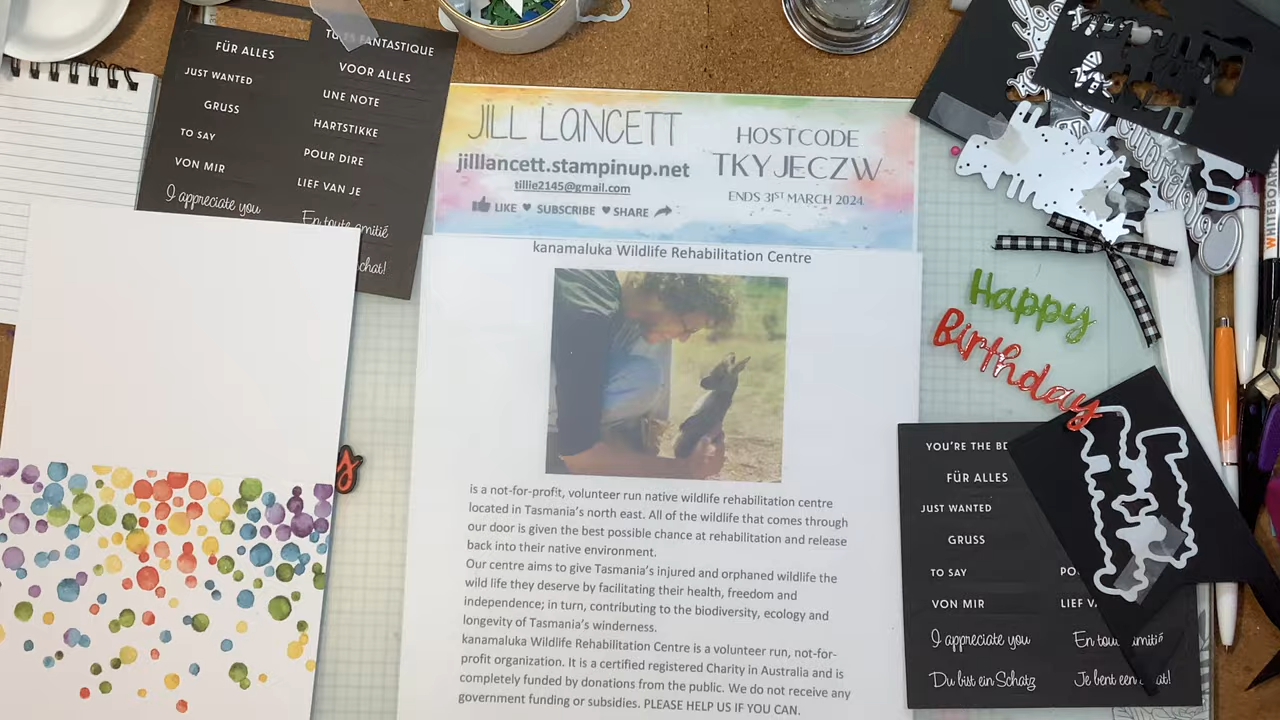 FÜR ALLES
JUST WANTED
GRUSS
TO SAY
VON MIR
I appreciate you
FANTASTIQUE
VOOR ALLES
UNE NOTE
HARTSTIKKE
POUR DIRE
LIEF VAN JE
En toute amitié
chat!
JILL LANCETT
jilllancett.stampinup.net
tillie2145@gmail.com
LIKE ♥ SUBSCRIBE ♥ SHARE
HOSTCODE
TKYJECZW
ENDS 31ST MARCH 2024
kanamaluka Wildlife Rehabilitation Centre
is a not-for-profit, volunteer run native wildlife rehabilitation centre
located in Tasmania's north east. All of the wildlife that comes through
our door is given the best possible chance at rehabilitation and release
back into their native environment.
Our centre aims to give Tasmania's injured and orphaned wildlife the
wild life they deserve by facilitating their health, freedom and
independence; in turn, contributing to the biodiversity, ecology and
longevity of Tasmania's winderness.
kanamaluka Wildlife Rehabilitation Centre is a volunteer run, not-for-
profit organization. It is a certified registered Charity in Australia and is
completely funded by donations from the public. We do not receive any
government funding or subsidies. PLEASE HELP US IF YOU CAN.
Happy
Birthday
YOU'RE THE
FÜR ALLES
JUST WANTED
GRUSS
TO SAY
VON MIR
I appreciate you
Du bist ein Schatz
LIEF
En amitié
Je bent een
WHITEBOARD